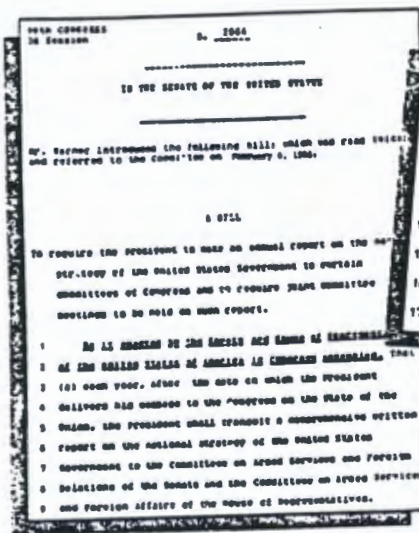 CONGRESS
Session
S. 2066
IN THE SENATE OF THE UNITED STATES
Mr. Warner introduced the following bill; which was read
and referred to the Committee on February 6, 1986.
A BILL
To require the President to make an annual report on the
strategy of the United States Government to certain
Committees of Congress and to require joint committee
meetings to be held on such report.
1 Be it enacted by the Senate and House of
2 of the United States of America in Congress assembled, That
3 (a) each year, after the date on which the President
4 delivers his address to the Congress on the State of the
5 Union, the President shall transmit a comprehensive written
6 report on the national strategy of the United States
7 Government to the Committee on Armed Services and Foreign
8 Relations of the Senate and the Committees on Armed Services
9 and Foreign Affairs of the House of Representatives.